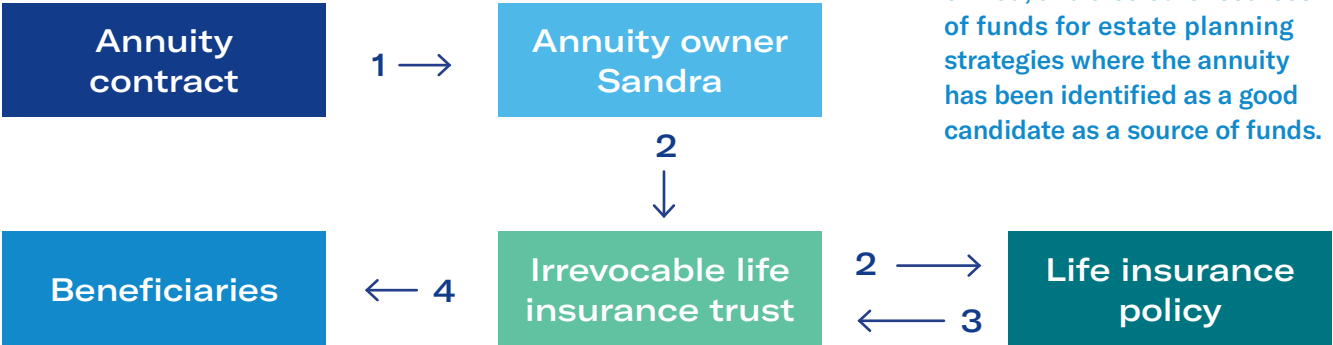 of funds for estate planning
strategies where the annuity
has been identified as a good
candidate as a source of funds.
Annuity
contract
1
Annuity owner
Sandra
2
Beneficiaries
4
Irrevocable life
insurance trust
2
3
Life insurance
policy